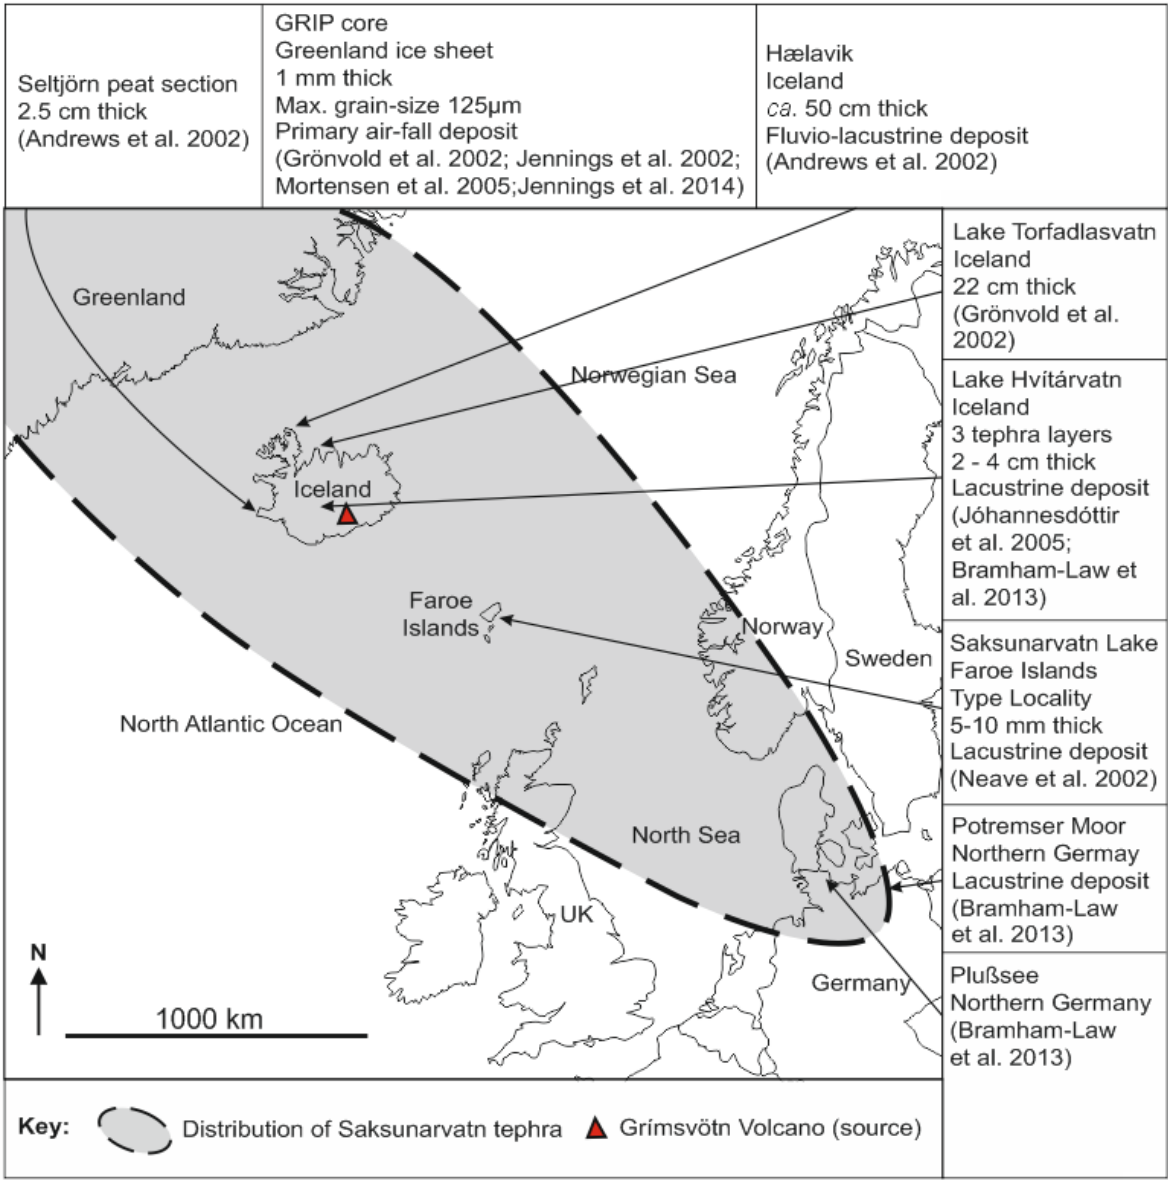 Seltjörn peat section
2.5 cm thick
(Andrews et al. 2002)
GRIP core
Greenland ice sheet
1 mm thick
Max. grain-size 125µm
Primary air-fall deposit
(Grönvold et al. 2002; Jennings et al. 2002;
Mortensen et al. 2005;Jennings et al. 2014)
Hælavik
Iceland
ca. 50 cm thick
Fluvio-lacustrine deposit
(Andrews et al. 2002)
Lake Torfadlasvatn
Iceland
22 cm thick
(Grönvold et al.
2002)
Lake Hvítárvatn
Iceland
3 tephra layers
2 - 4 cm thick
Lacustrine deposit
(Jóhannesdóttir
et al. 2005;
Bramham-Law et
al. 2013)
Saksunarvatn Lake
Faroe Islands
Type Locality
5-10 mm thick
Lacustrine deposit
(Neave et al. 2002)
Potremser Moor
Northern Germay
Lacustrine deposit
(Bramham-Law
et al. 2013)
Plußsee
Northern Germany
(Bramham-Law
et al. 2013)
Greenland
Norwegian Sea
Iceland
Faroe
Islands
Norway
Sweden
North Atlantic Ocean
North Sea
UK
Germany
N
1000 km
Key:
Distribution of Saksunarvatn tephra
Grímsvötn Volcano (source)